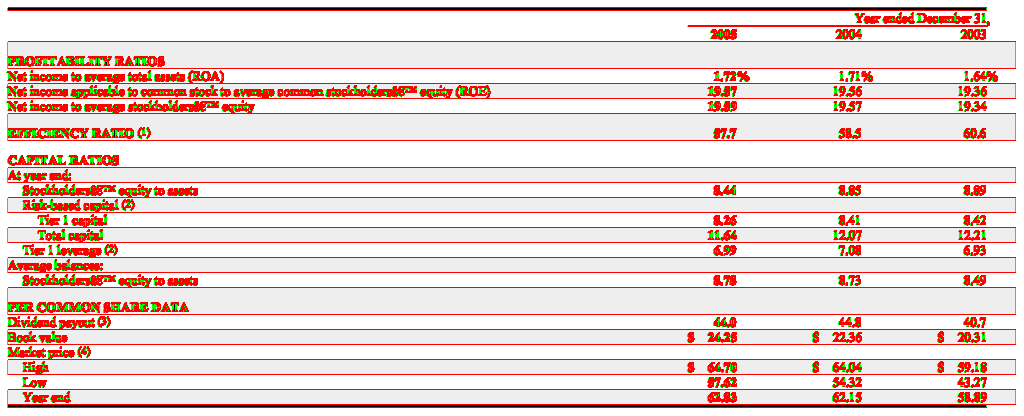 Year ended December 31,
2005 2004 2003
PROFITABILITY RATIOS
Net income to average total assets (ROA) 1.72% 1.71% 1.64%
Net income applicable to common stock to average common stockholdersâ€™ equity (ROE) 19.57 19.56 19.36
Net income to average stockholdersâ€™ equity 19.59 19.57 19.34
EFFICIENCY RATIO (1) 57.7 58.5 60.6
CAPITAL RATIOS
At year end:
Stockholdersâ€™ equity to assets 8.44 8.85 8.89
Risk-based capital (2)
Tier 1 capital 8.26 8.41 8.42
Total capital 11.64 12.07 12.21
Tier 1 leverage (2) 6.99 7.08 6.93
Average balances:
Stockholdersâ€™ equity to assets 8.78 8.73 8.49
PER COMMON SHARE DATA
Dividend payout (3) 44.0 44.8 40.7
Book value $ 24.25 $ 22.36 $ 20.31
Market price (4)
High $ 64.70 $ 64.04 $ 59.18
Low 57.62 54.32 43.27
Year end 62.83 62.15 58.89